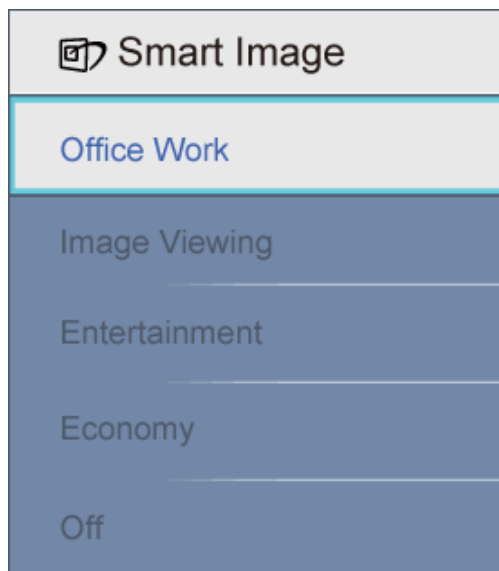 Smart Image
Office Work
Image Viewing
Entertainment
Economy
Off